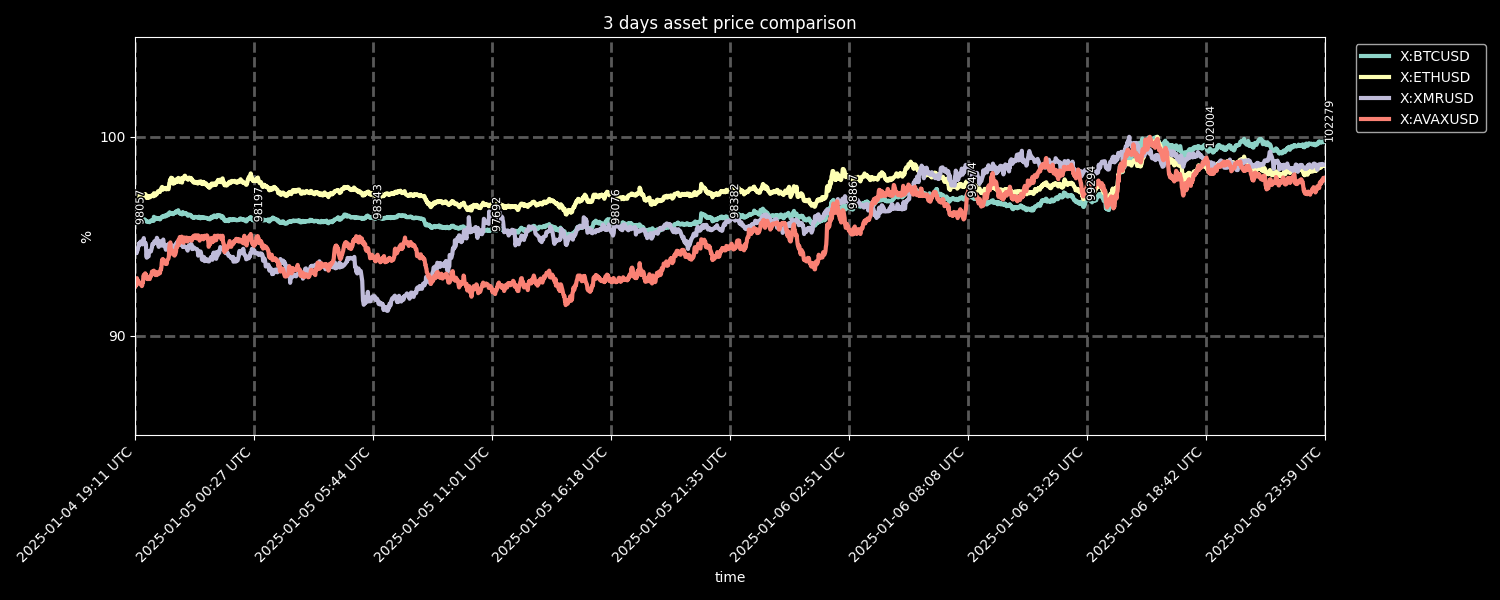 3 days asset price comparison
X:BTCUSD
X:ETHUSD
X:XMRUSD
X:AVAXUSD
100
90
%
98057
98197
98343
97692
98076
98382
98867
99474
99294
102004
102279
2025-01-04 19:11 UTC
2025-01-05 00:27 UTC
2025-01-05 05:44 UTC
2025-01-05 11:01 UTC
2025-01-05 16:18 UTC
2025-01-05 21:35 UTC
2025-01-06 02:51 UTC
2025-01-06 08:08 UTC
2025-01-06 13:25 UTC
2025-01-06 18:42 UTC
2025-01-06 23:59 UTC
time